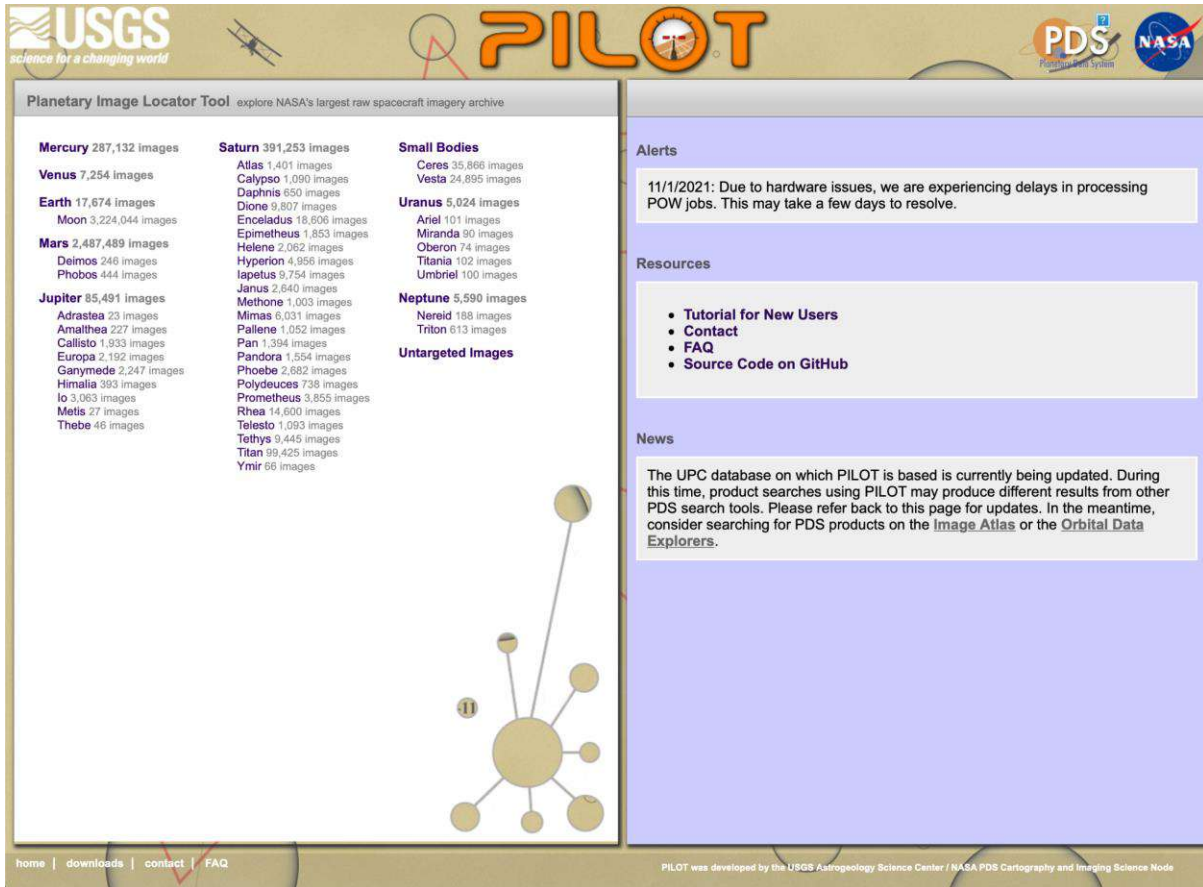 USGS
science for a changing world
PILOT
PDS
Planetary Data System
?
NASA
Planetary Image Locator Tool explore NASA's largest raw spacecraft imagery archive
Mercury 287,132 images
Venus 7,254 images
Earth 17,674 images
Moon 3,224,044 images
Mars 2,487,489 images
Deimos 246 images
Phobos 444 images
Jupiter 85,491 images
Adrastea 23 images
Amalthea 227 images
Callisto 1,933 images
Europa 2,192 images
Ganymede 2,247 images
Himalia 393 images
Io 3,063 images
Metis 27 images
Thebe 46 images
Saturn 391,253 images
Atlas 1,401 images
Calypso 1,090 images
Daphnis 650 images
Dione 9,807 images
Enceladus 18,606 images
Epimetheus 1,853 images
Helene 2,062 images
Hyperion 4,956 images
Iapetus 9,754 images
Janus 2,640 images
Methone 1,003 images
Mimas 6,031 images
Pallene 1,052 images
Pan 1,394 images
Pandora 1,554 images
Phoebe 2,682 images
Polydeuces 738 images
Prometheus 3,855 images
Rhea 14,600 images
Telesto 1,093 images
Tethys 9,445 images
Titan 99,425 images
Ymir 66 images
Small Bodies
Ceres 35,866 images
Vesta 24,895 images
Uranus 5,024 images
Ariel 101 images
Miranda 90 images
Oberon 74 images
Titania 102 images
Umbriel 100 images
Neptune 5,590 images
Nereid 188 images
Triton 613 images
Untargeted Images
-11
Alerts
11/1/2021: Due to hardware issues, we are experiencing delays in processing
POW jobs. This may take a few days to resolve.
Resources
• Tutorial for New Users
• Contact
• FAQ
• Source Code on GitHub
News
The UPC database on which PILOT is based is currently being updated. During
this time, product searches using PILOT may produce different results from other
PDS search tools. Please refer back to this page for updates. In the meantime,
consider searching for PDS products on the Image Atlas or the Orbital Data
Explorers.
home | downloads | contact | FAQ
PILOT was developed by the USGS Astrogeology Science Center / NASA PDS Cartography and Imaging Science Node